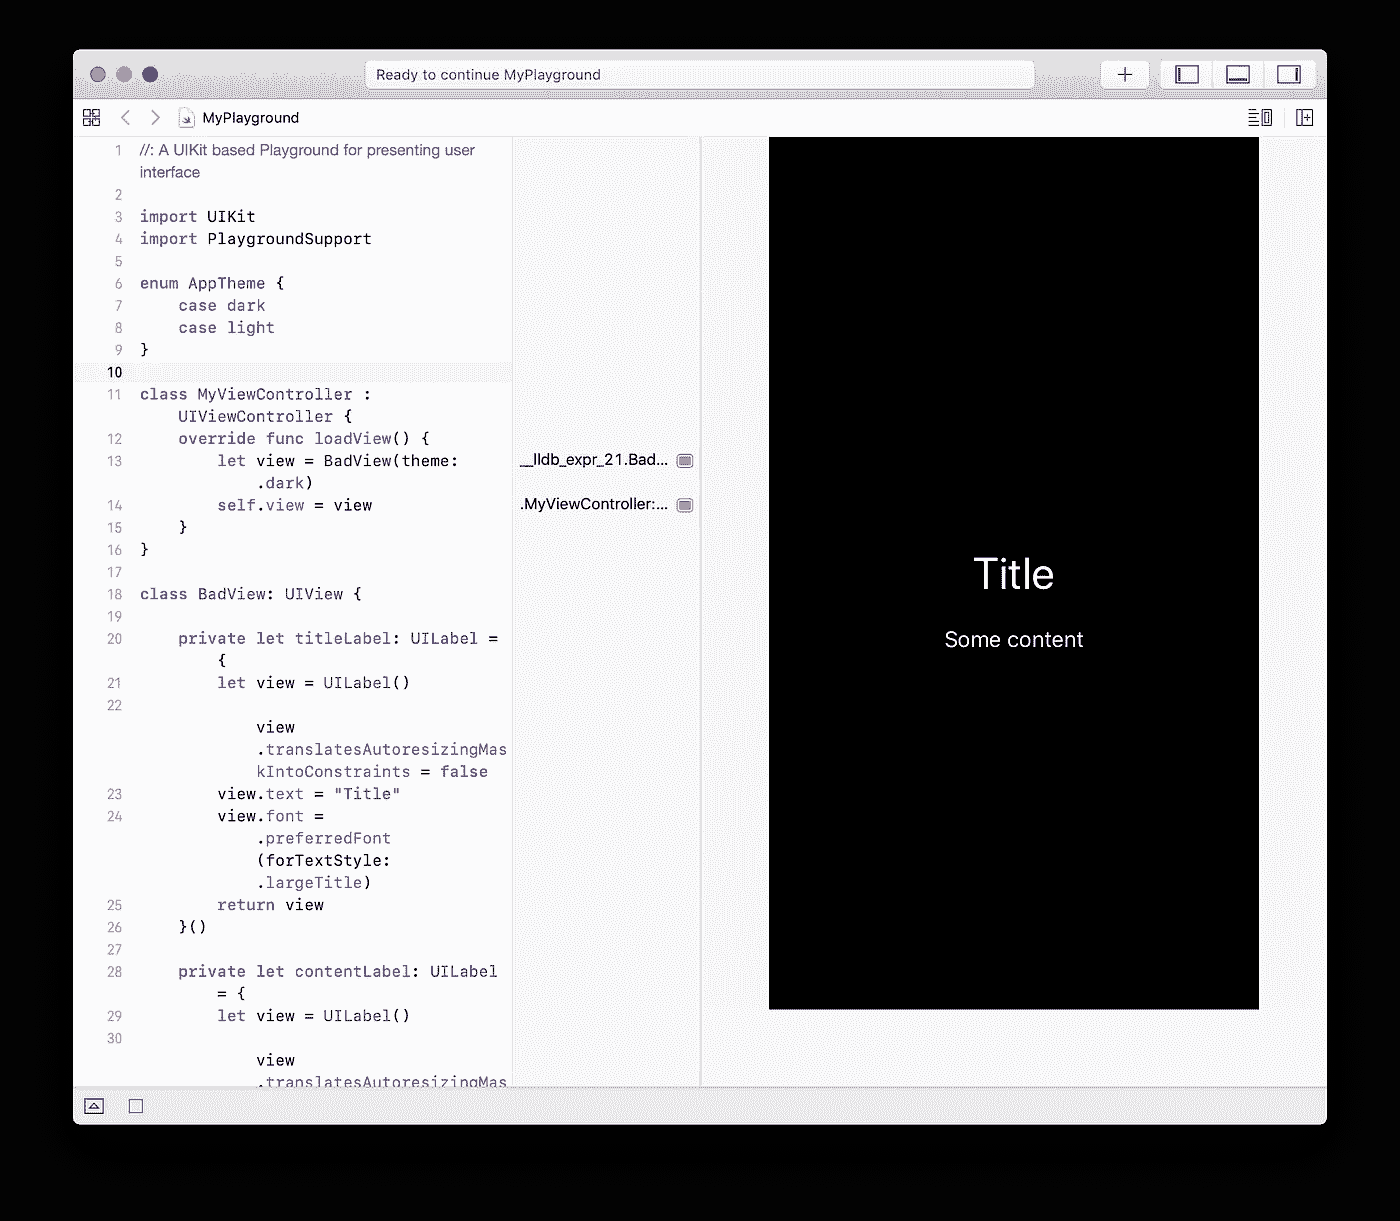 Ready to continue MyPlayground
MyPlayground
1 //: A UIKit based Playground for presenting user
interface
2
3 import UIKit
4 import PlaygroundSupport
5
6 enum AppTheme {
7 case dark
8 case light
9 }
10
11 class MyViewController :
UIViewController {
12 override func loadView() {
13 let view = BadView(theme:
.dark)
14 self.view = view
15 }
16 }
17
18 class BadView: UIView {
19
20 private let titleLabel: UILabel =
{
21 let view = UILabel()
22
view
.translatesAutoresizingMas
kIntoConstraints = false
23 view.text = "Title"
24 view.font =
.preferredFont
(forTextStyle:
.largeTitle)
25 return view
26 }()
27
28 private let contentLabel: UILabel
= {
29 let view = UILabel()
30
view
.translatesAutoresizingMas
__lldb_expr_21.Bad...
.MyViewController:...
Title
Some content